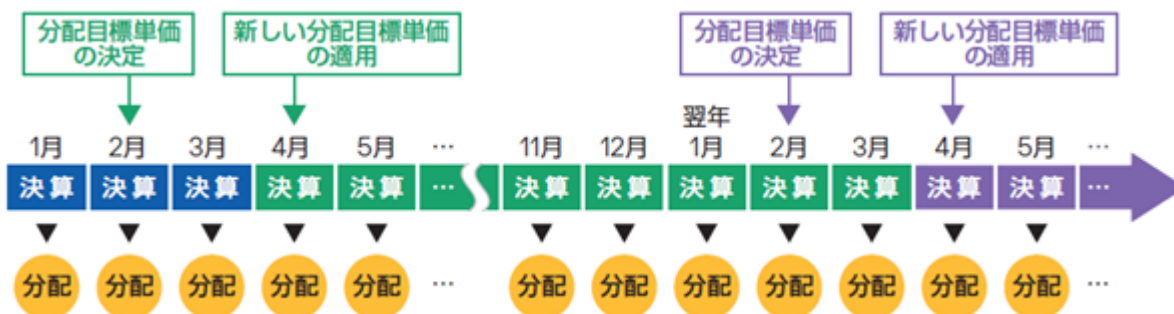 分配目標単価
の決定
新しい分配目標単価
の適用
分配目標単価
の決定
新しい分配目標単価
の適用
翌年
1月 2月 3月 4月 5月 … 11月 12月 1月 2月 3月 4月 5月 …
決算 決算 決算 決算 決算 … 決算 決算 決算 決算 決算 決算 決算 …
分配 分配 分配 分配 分配 … 分配 分配 分配 分配 分配 分配 分配 …